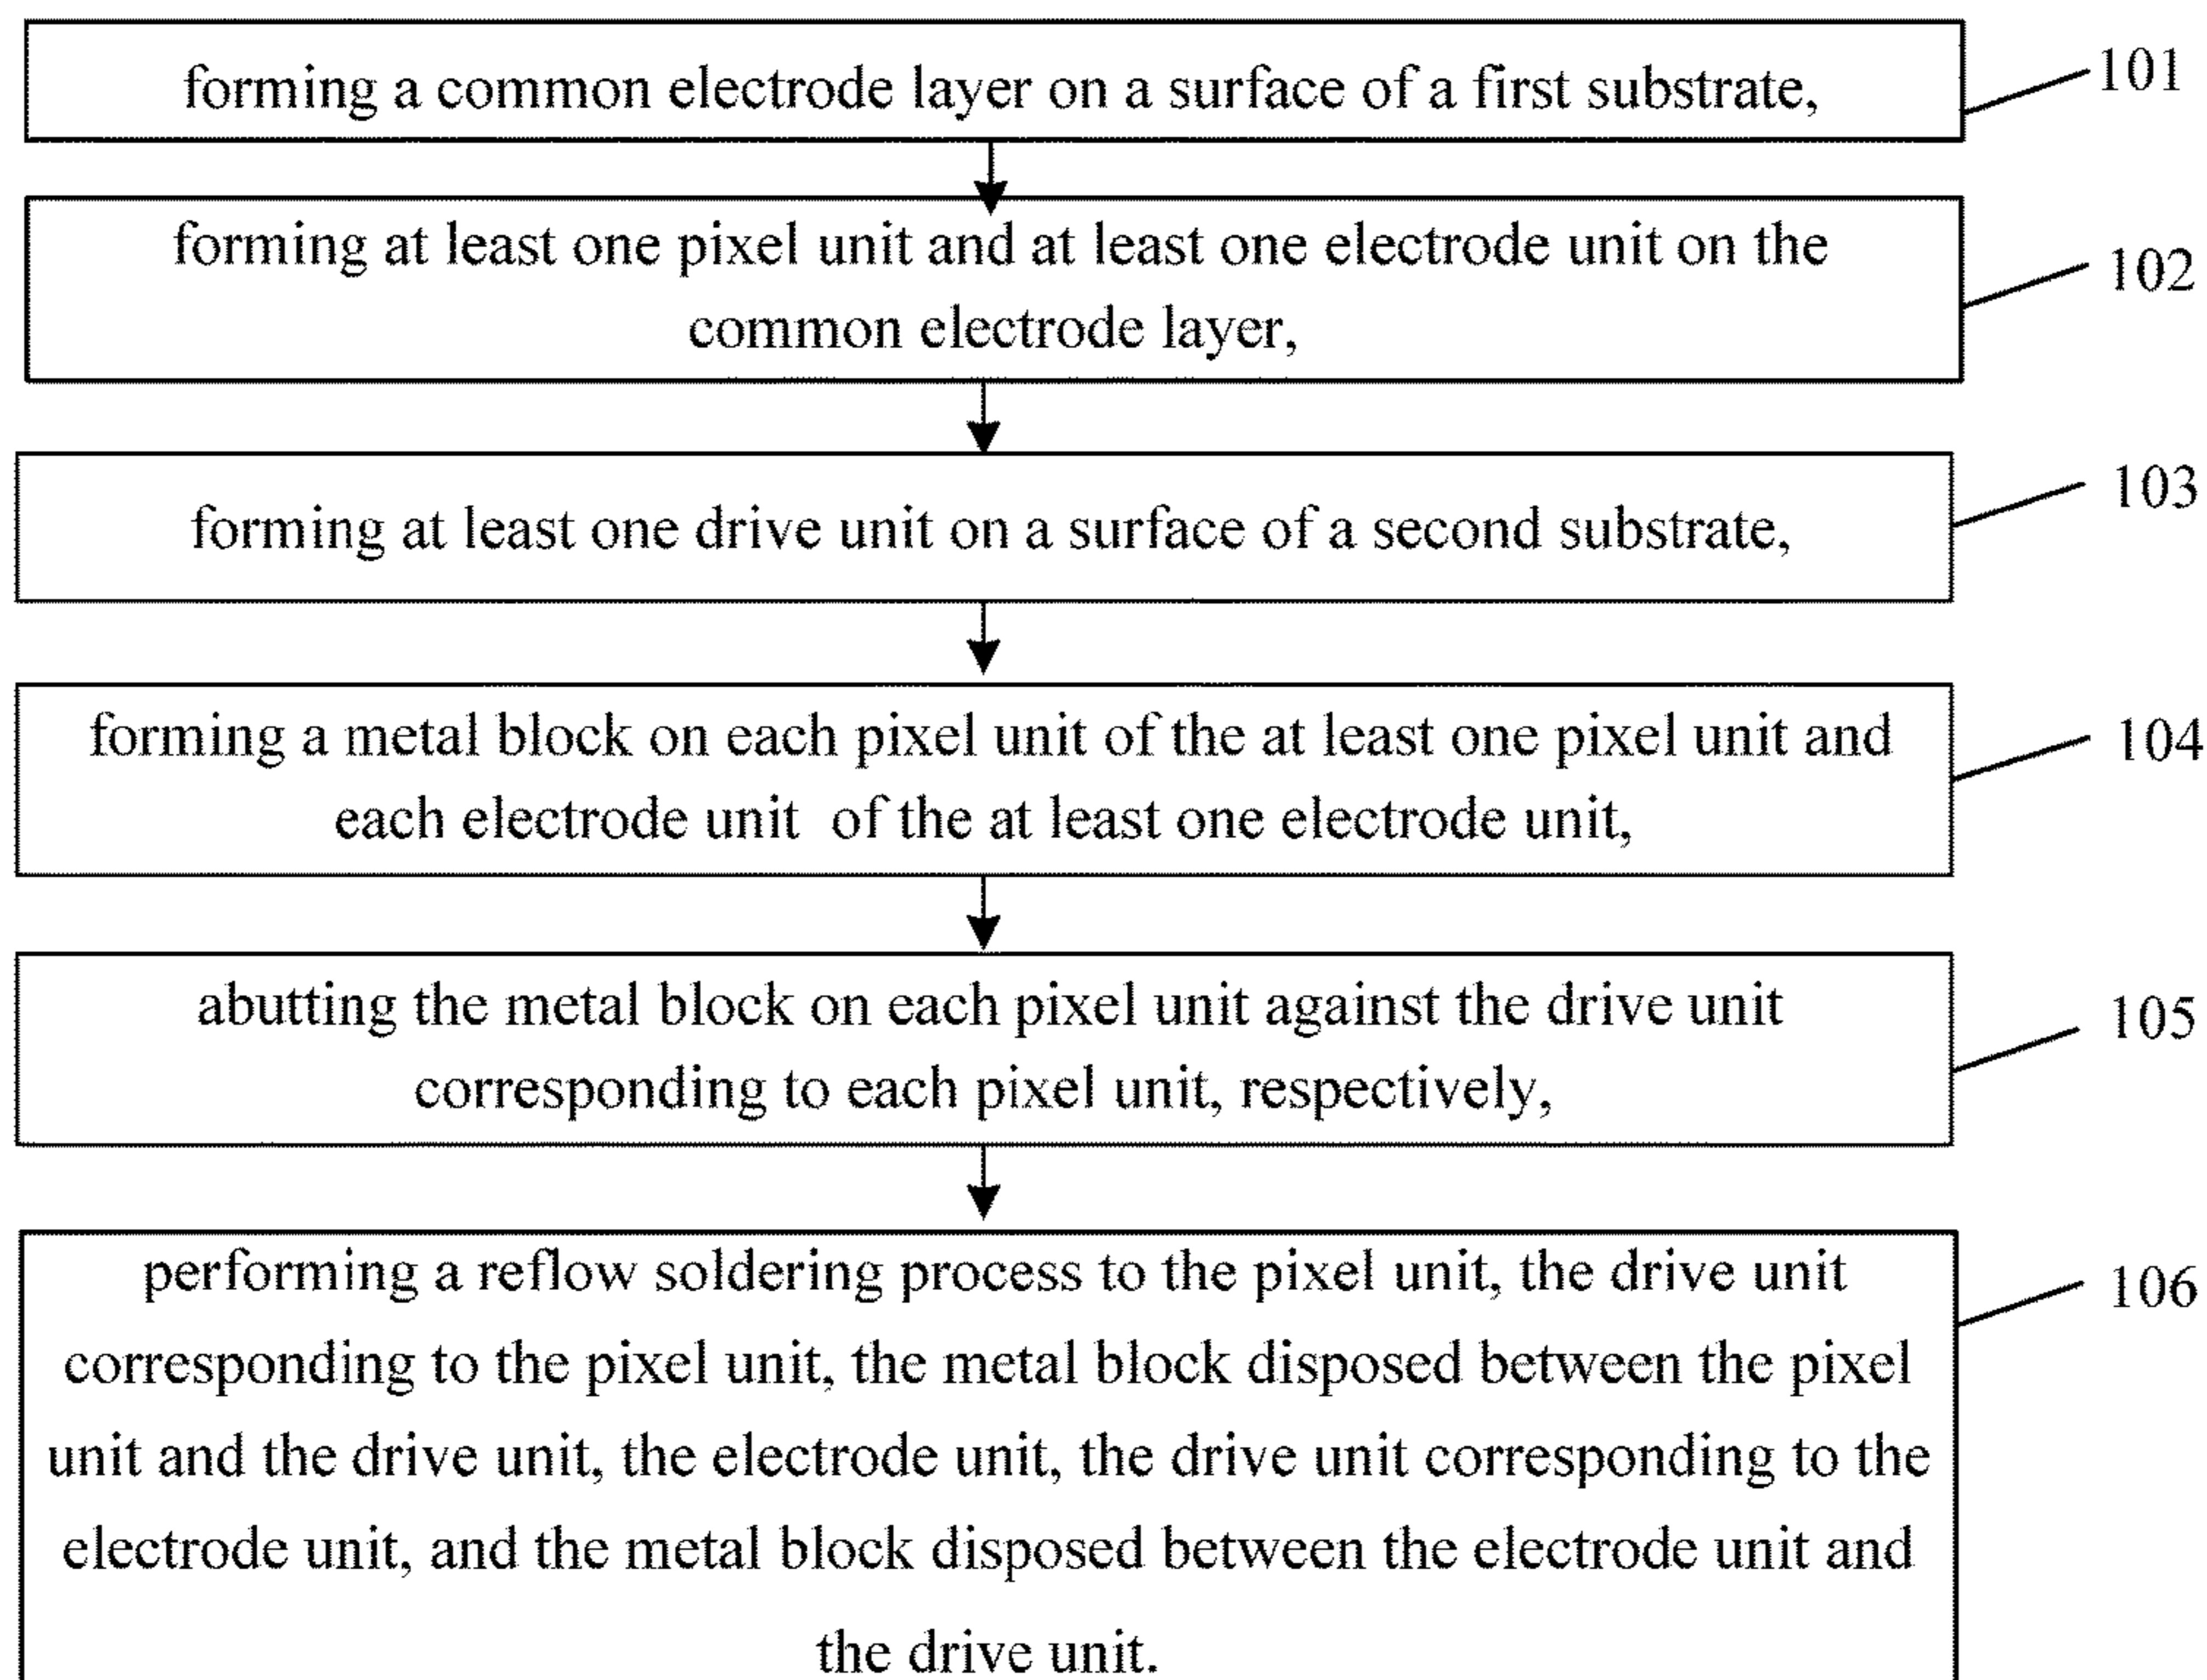 forming a common electrode layer on a surface of a first substrate,
101
forming at least one pixel unit and at least one electrode unit on the
common electrode layer,
102
forming at least one drive unit on a surface of a second substrate,
103
forming a metal block on each pixel unit of the at least one pixel unit and
each electrode unit of the at least one electrode unit,
104
abutting the metal block on each pixel unit against the drive unit
corresponding to each pixel unit, respectively,
105
performing a reflow soldering process to the pixel unit, the drive unit
corresponding to the pixel unit, the metal block disposed between the pixel
unit and the drive unit, the electrode unit, the drive unit corresponding to the
electrode unit, and the metal block disposed between the electrode unit and
the drive unit.
106